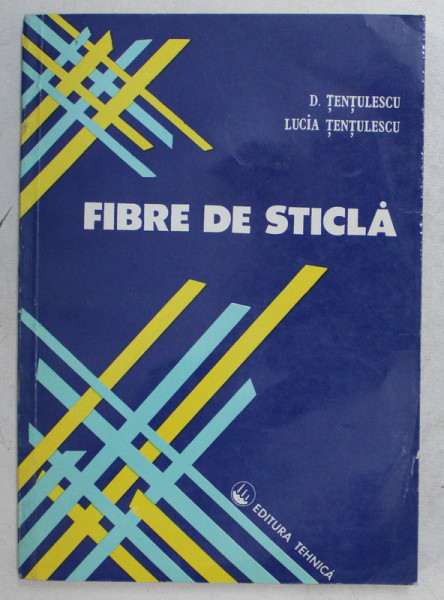 D. ȚENȚULESCU
LUCIA ȚENȚULESCU
FIBRE DE STICLĂ
EDITURA TEHNICĂ